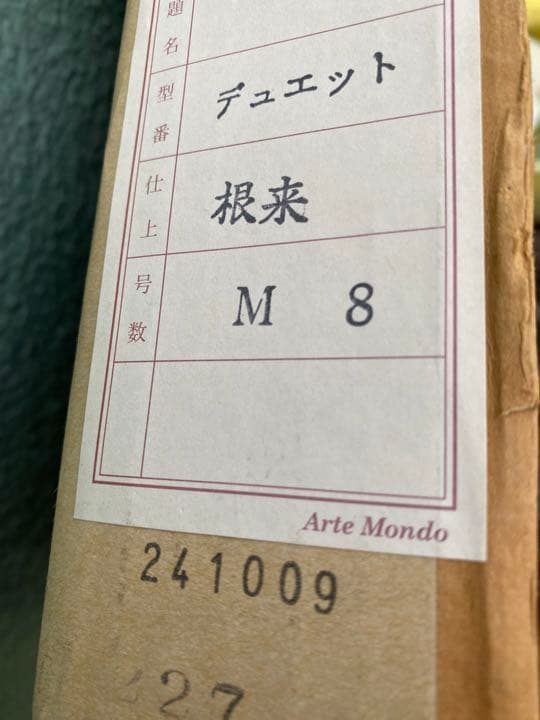 題名
型番 デュエット
仕上 根来
号数 M 8
Arte Mondo
241009
227